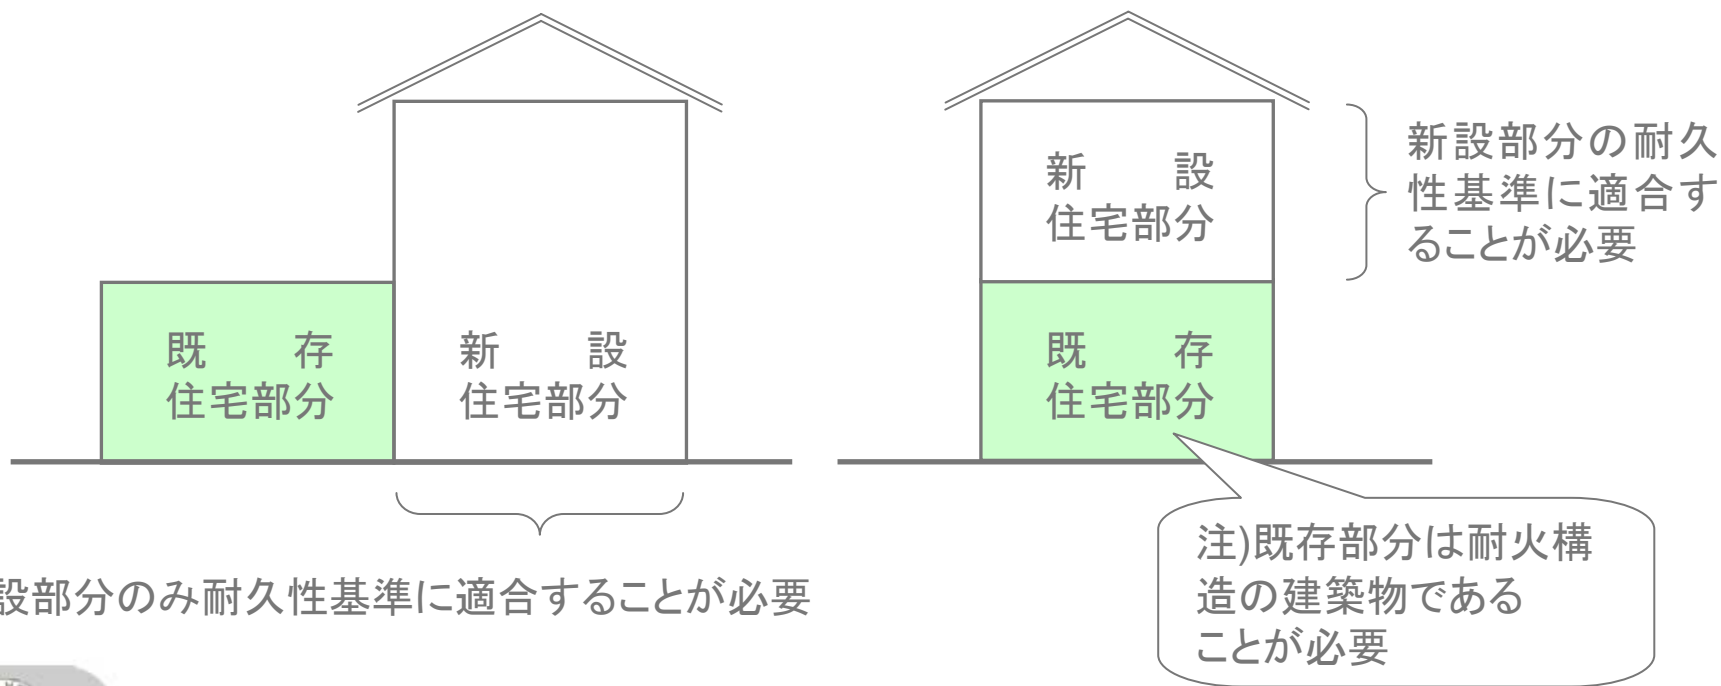 新 設
住宅部分
新設部分の耐久
性基準に適合す
ることが必要
既 存
住宅部分
新 設
住宅部分
既 存
住宅部分
設部分のみ耐久性基準に適合することが必要
注)既存部分は耐火構
造の建築物である
ことが必要